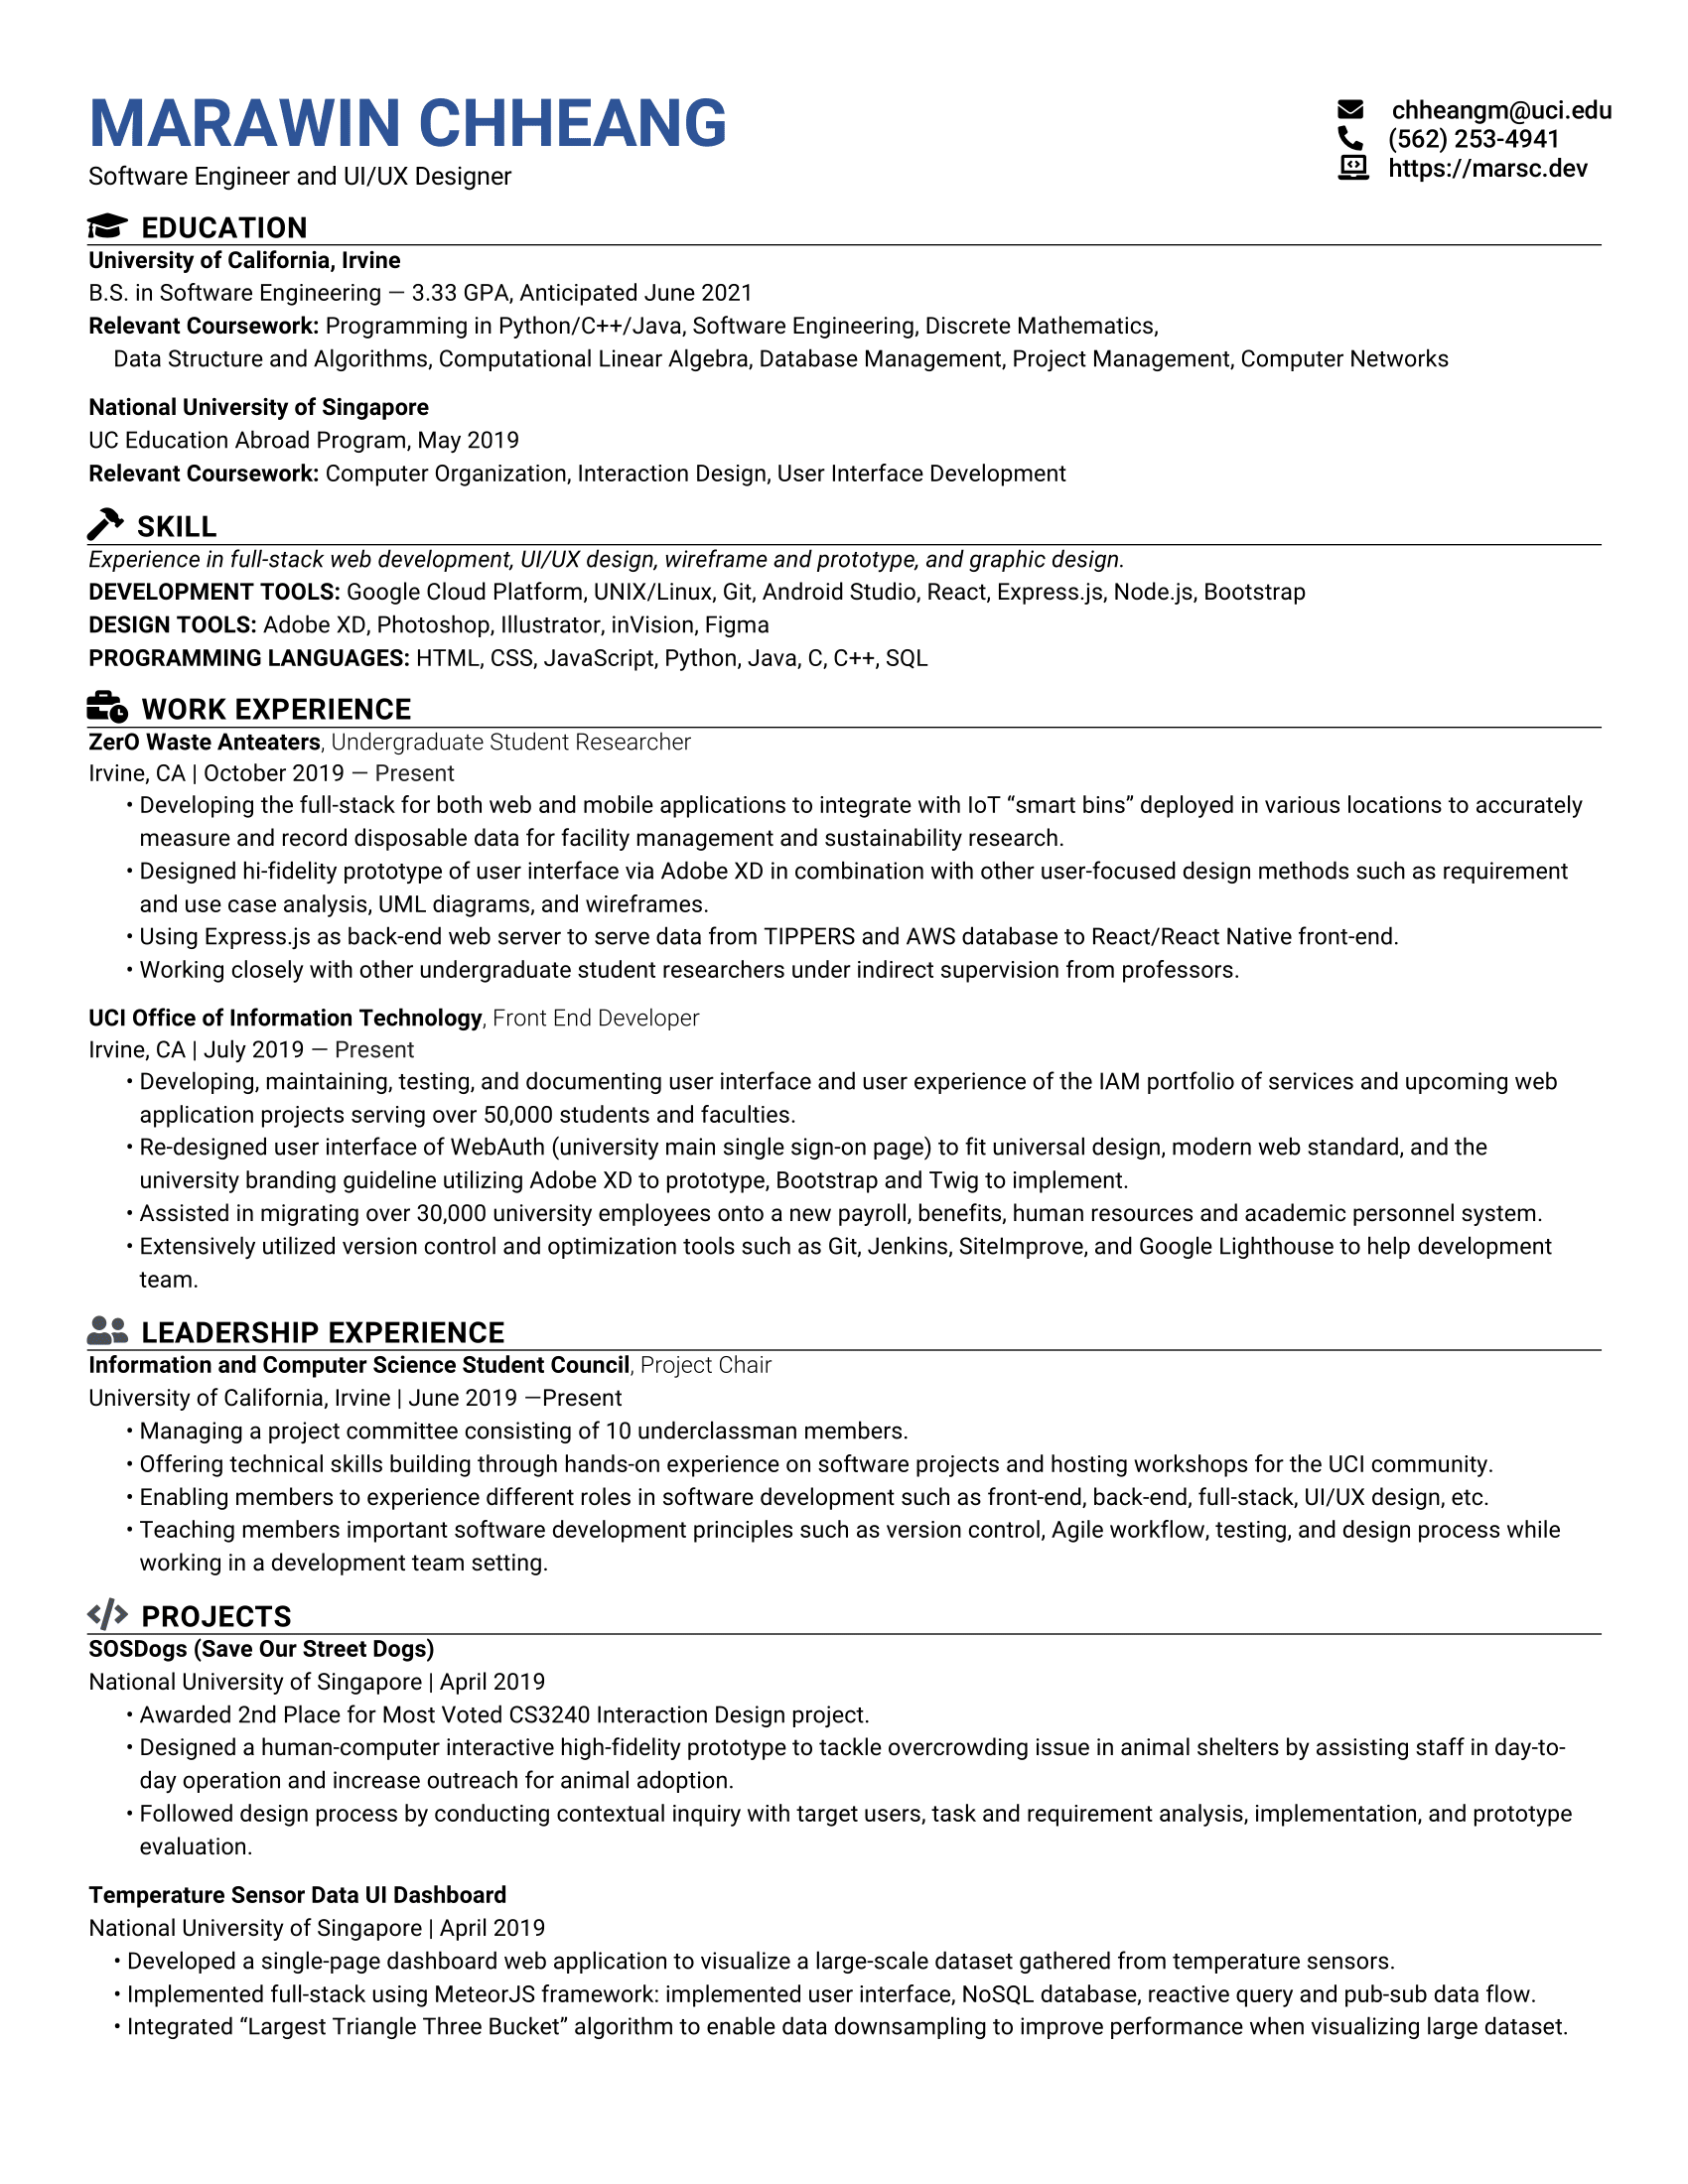 MARAWIN CHHEANG
Software Engineer and UI/UX Designer
chheangm@uci.edu
(562) 253-4941
https://marsc.dev
EDUCATION
University of California, Irvine
B.S. in Software Engineering — 3.33 GPA, Anticipated June 2021
Relevant Coursework: Programming in Python/C++/Java, Software Engineering, Discrete Mathematics,
Data Structure and Algorithms, Computational Linear Algebra, Database Management, Project Management, Computer Networks
National University of Singapore
UC Education Abroad Program, May 2019
Relevant Coursework: Computer Organization, Interaction Design, User Interface Development
SKILL
Experience in full-stack web development, UI/UX design, wireframe and prototype, and graphic design.
DEVELOPMENT TOOLS: Google Cloud Platform, UNIX/Linux, Git, Android Studio, React, Express.js, Node.js, Bootstrap
DESIGN TOOLS: Adobe XD, Photoshop, Illustrator, inVision, Figma
PROGRAMMING LANGUAGES: HTML, CSS, JavaScript, Python, Java, C, C++, SQL
WORK EXPERIENCE
ZerO Waste Anteaters, Undergraduate Student Researcher
Irvine, CA | October 2019 — Present
• Developing the full-stack for both web and mobile applications to integrate with IoT “smart bins” deployed in various locations to accurately
measure and record disposable data for facility management and sustainability research.
• Designed hi-fidelity prototype of user interface via Adobe XD in combination with other user-focused design methods such as requirement
and use case analysis, UML diagrams, and wireframes.
• Using Express.js as back-end web server to serve data from TIPPERS and AWS database to React/React Native front-end.
• Working closely with other undergraduate student researchers under indirect supervision from professors.
UCI Office of Information Technology, Front End Developer
Irvine, CA | July 2019 — Present
• Developing, maintaining, testing, and documenting user interface and user experience of the IAM portfolio of services and upcoming web
application projects serving over 50,000 students and faculties.
• Re-designed user interface of WebAuth (university main single sign-on page) to fit universal design, modern web standard, and the
university branding guideline utilizing Adobe XD to prototype, Bootstrap and Twig to implement.
• Assisted in migrating over 30,000 university employees onto a new payroll, benefits, human resources and academic personnel system.
• Extensively utilized version control and optimization tools such as Git, Jenkins, SiteImprove, and Google Lighthouse to help development
team.
LEADERSHIP EXPERIENCE
Information and Computer Science Student Council, Project Chair
University of California, Irvine | June 2019 —Present
• Managing a project committee consisting of 10 underclassman members.
• Offering technical skills building through hands-on experience on software projects and hosting workshops for the UCI community.
• Enabling members to experience different roles in software development such as front-end, back-end, full-stack, UI/UX design, etc.
• Teaching members important software development principles such as version control, Agile workflow, testing, and design process while
working in a development team setting.
PROJECTS
SOSDogs (Save Our Street Dogs)
National University of Singapore | April 2019
• Awarded 2nd Place for Most Voted CS3240 Interaction Design project.
• Designed a human-computer interactive high-fidelity prototype to tackle overcrowding issue in animal shelters by assisting staff in day-to-
day operation and increase outreach for animal adoption.
• Followed design process by conducting contextual inquiry with target users, task and requirement analysis, implementation, and prototype
evaluation.
Temperature Sensor Data UI Dashboard
National University of Singapore | April 2019
• Developed a single-page dashboard web application to visualize a large-scale dataset gathered from temperature sensors.
• Implemented full-stack using MeteorJS framework: implemented user interface, NoSQL database, reactive query and pub-sub data flow.
• Integrated “Largest Triangle Three Bucket” algorithm to enable data downsampling to improve performance when visualizing large dataset.